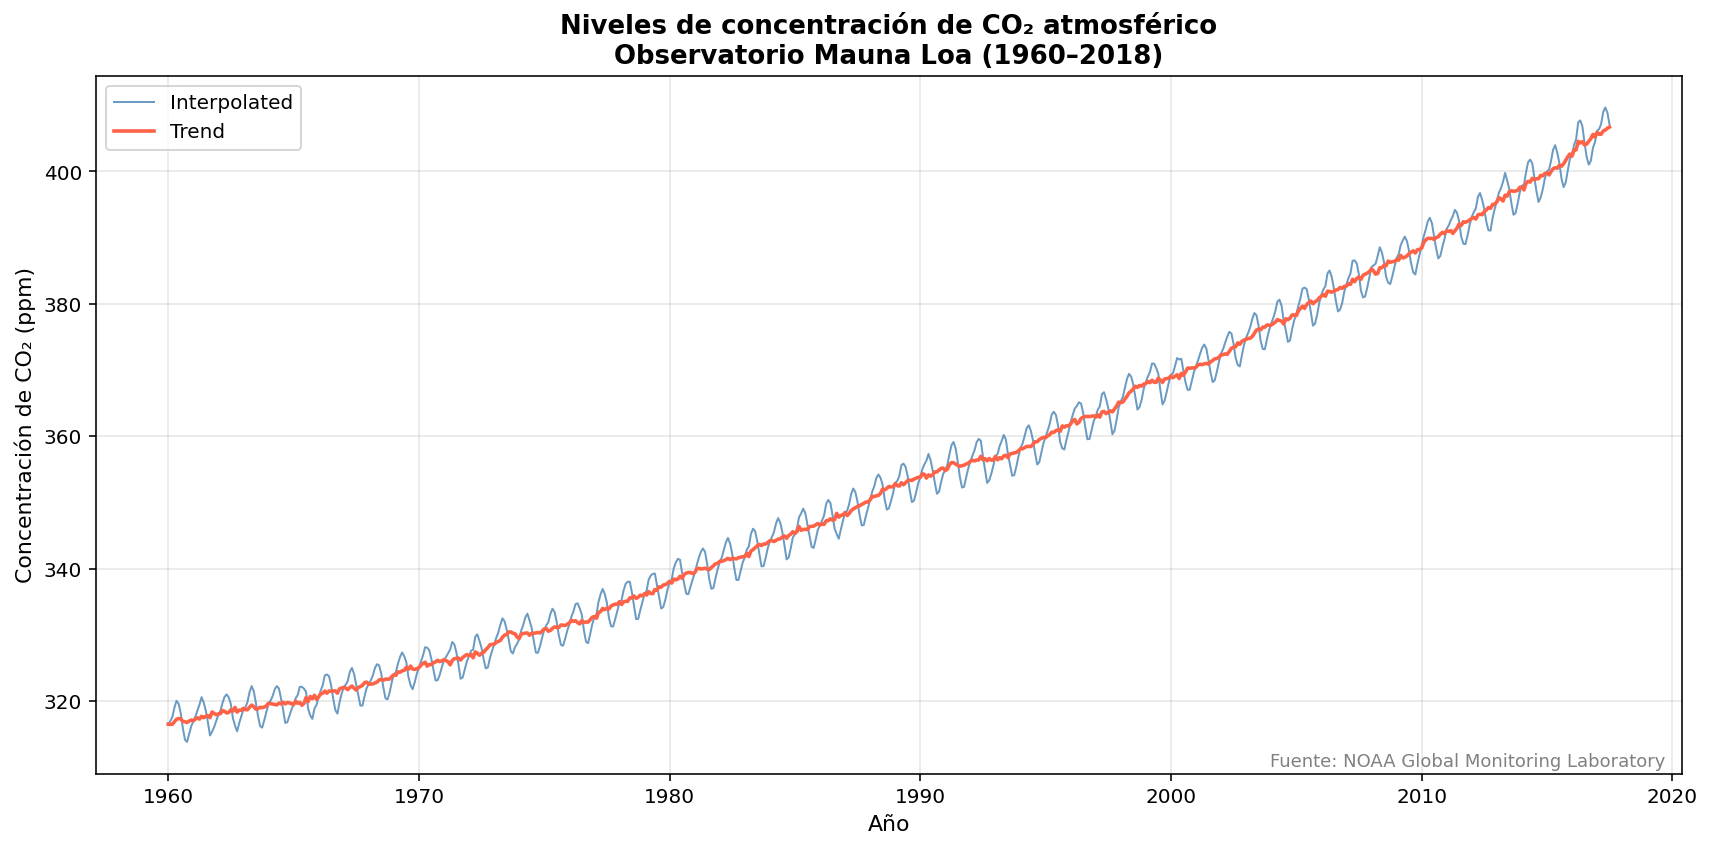 Niveles de concentración de CO₂ atmosférico
Observatorio Mauna Loa (1960–2018)
Interpolated
Trend
Concentración de CO₂ (ppm)
400
380
360
340
320
Fuente: NOAA Global Monitoring Laboratory
1960 1970 1980 1990 2000 2010 2020
Año